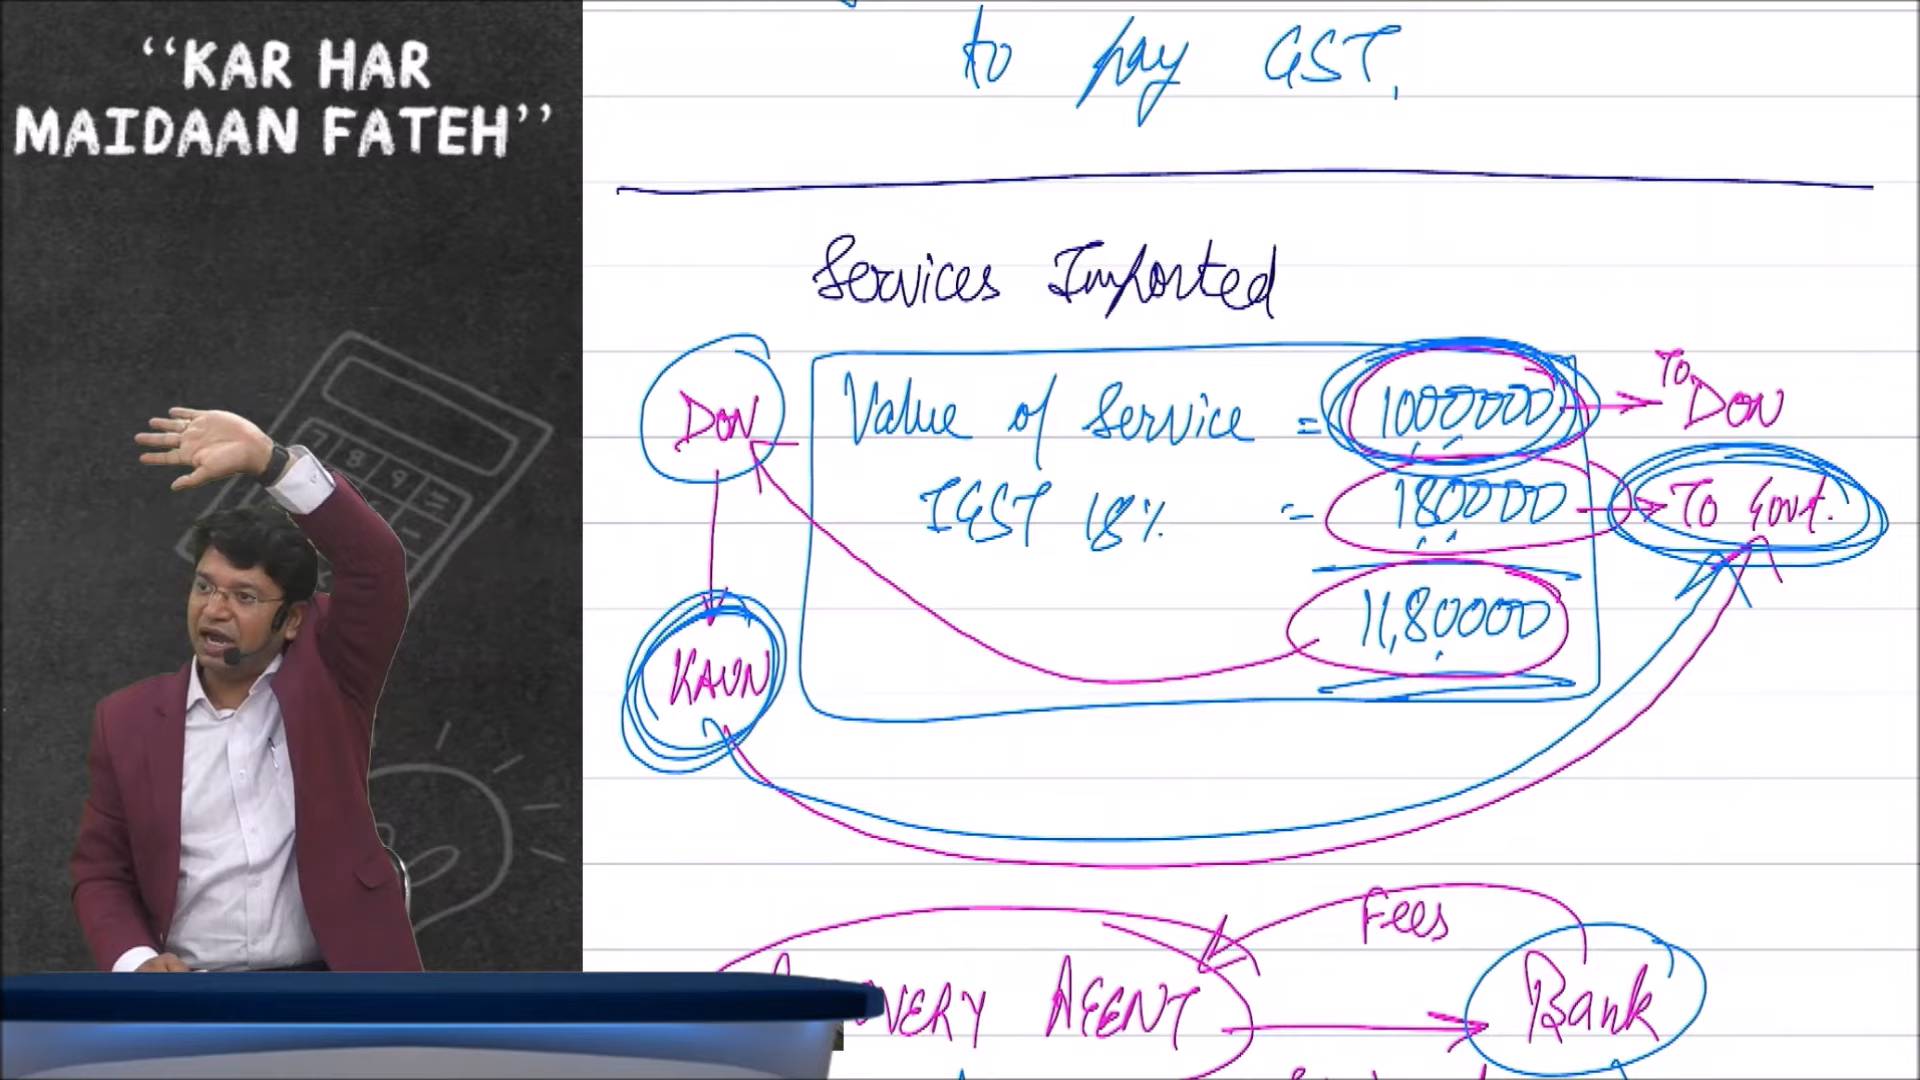 “KAR HAR
MAIDAAN FATEH”
to pay GST.
Services Imported
DON
Value of Service = 1000000 To DON
IGST 18% = 180000 To Govt.
11,80000
KAUN
Fees
OVERY AGENT
Bank